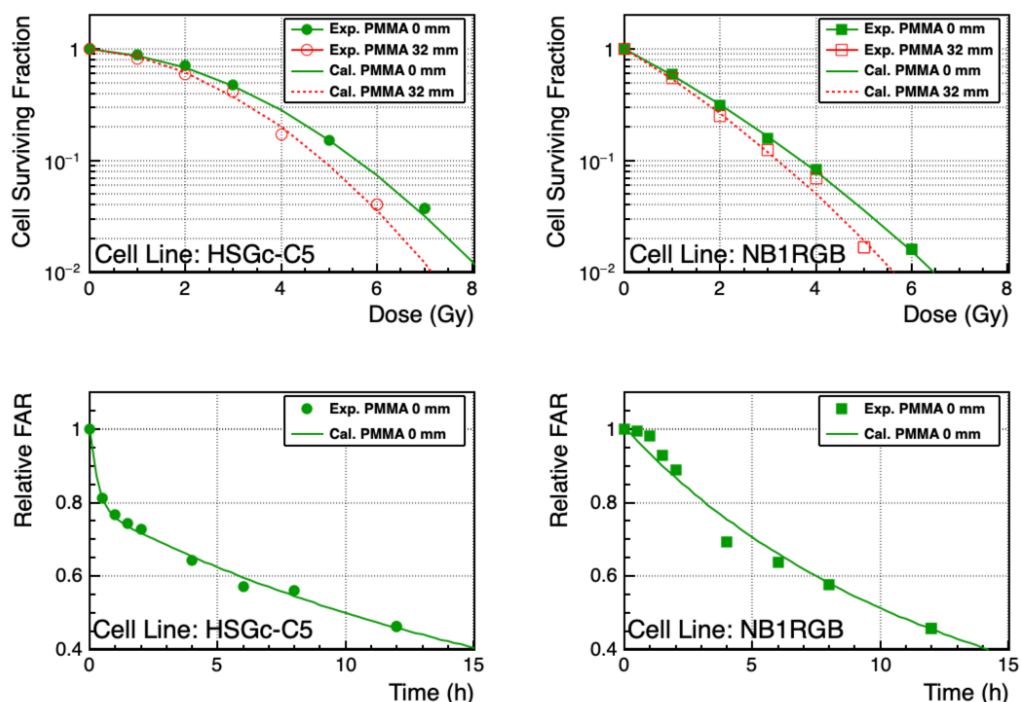 Cell Surviving Fraction
1
10⁻¹
10⁻²
Exp. PMMA 0 mm
Exp. PMMA 32 mm
Cal. PMMA 0 mm
Cal. PMMA 32 mm
Cell Line: HSGc-C5
0 2 4 6 8
Dose (Gy)
Cell Surviving Fraction
1
10⁻¹
10⁻²
Exp. PMMA 0 mm
Exp. PMMA 32 mm
Cal. PMMA 0 mm
Cal. PMMA 32 mm
Cell Line: NB1RGB
0 2 4 6 8
Dose (Gy)
Relative FAR
1
0.8
0.6
0.4
Exp. PMMA 0 mm
Cal. PMMA 0 mm
Cell Line: HSGc-C5
0 5 10 15
Time (h)
Relative FAR
1
0.8
0.6
0.4
Exp. PMMA 0 mm
Cal. PMMA 0 mm
Cell Line: NB1RGB
0 5 10 15
Time (h)